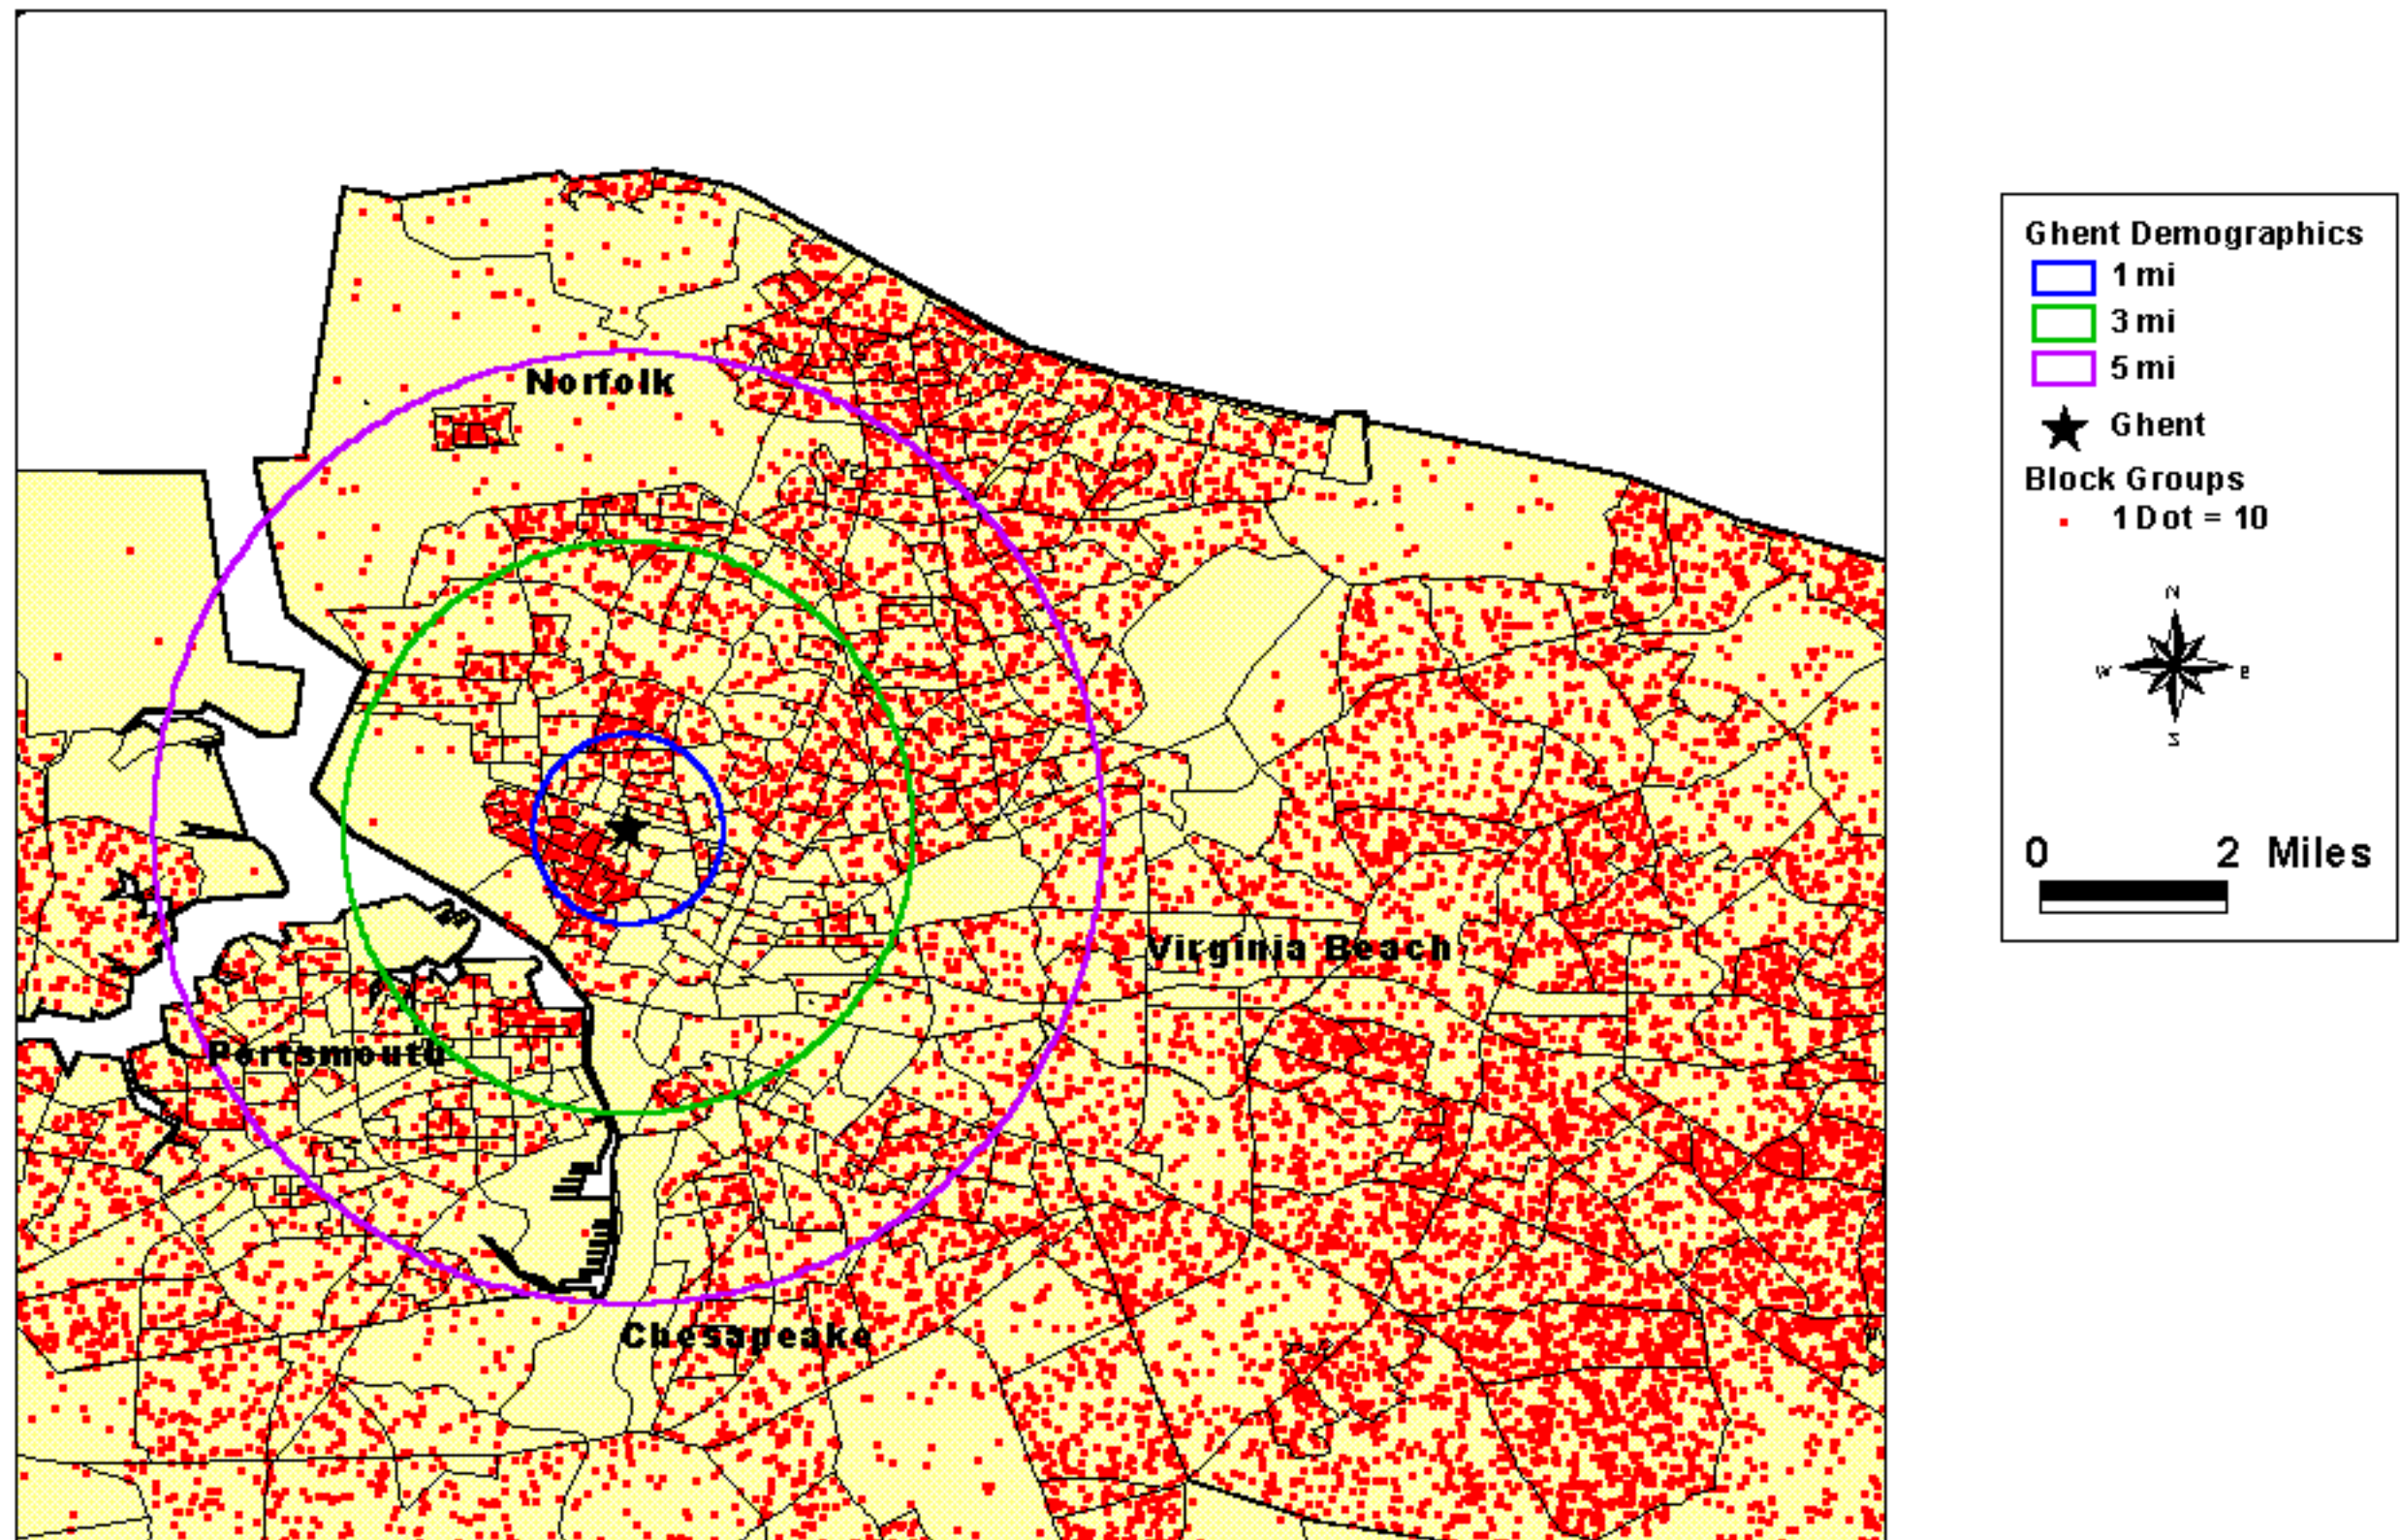 Norfolk
Virginia Beach
Portsmouth
Chesapeake
Ghent Demographics
1 mi
3 mi
5 mi
Ghent
Block Groups
1 Dot = 10
N
W E
S
0 2 Miles